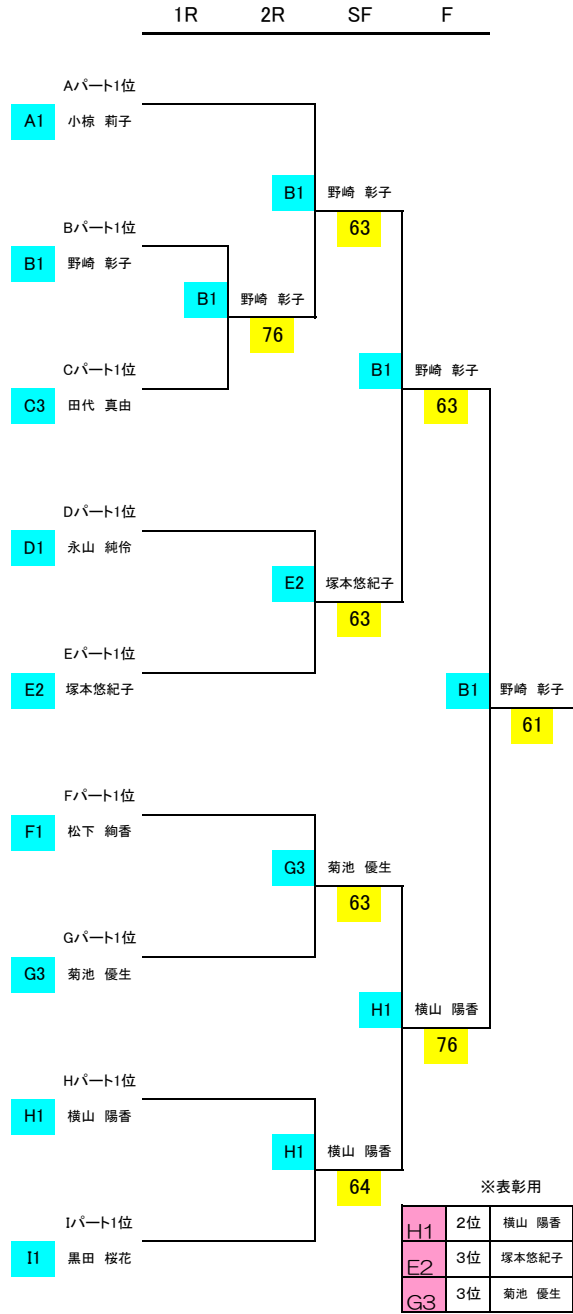 1R 2R SF F
Aパート1位
A1 小椋 莉子
B1 野崎 彰子
63
Bパート1位
B1 野崎 彰子
B1 野崎 彰子
76
B1 野崎 彰子
63
Cパート1位
C3 田代 真由
Dパート1位
D1 永山 純伶
E2 塚本悠紀子
63
Eパート1位
E2 塚本悠紀子
B1 野崎 彰子
61
Fパート1位
F1 松下 絢香
G3 菊池 優生
63
Gパート1位
G3 菊池 優生
H1 横山 陽香
76
Hパート1位
H1 横山 陽香
H1 横山 陽香
64
Iパート1位
I1 黒田 桜花
※表彰用
H1 2位 横山 陽香
E2 3位 塚本悠紀子
G3 3位 菊池 優生